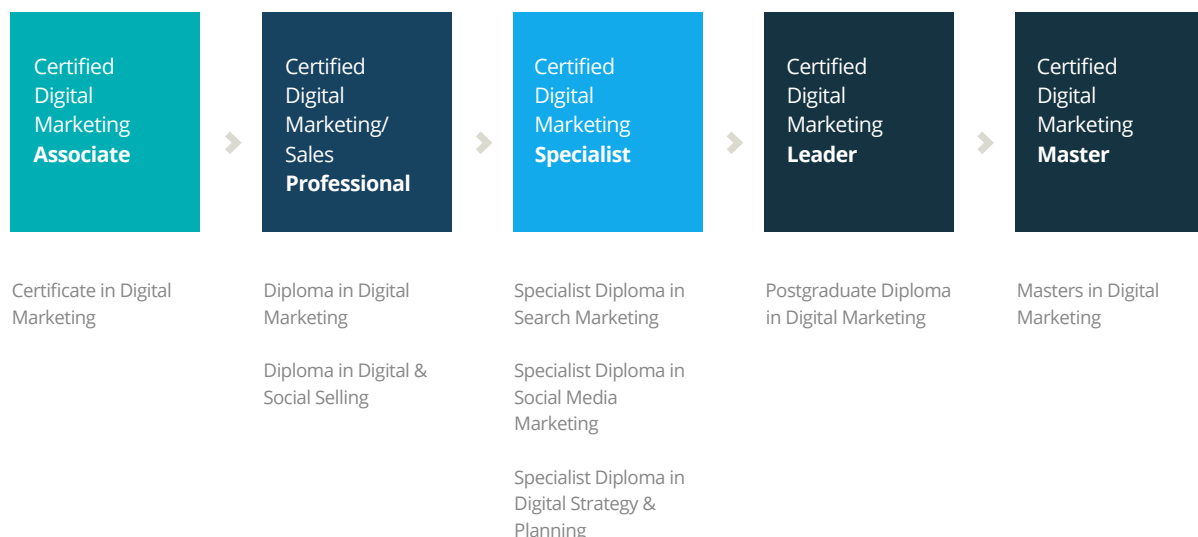 Certified
Digital
Marketing
Associate
Certified
Digital
Marketing/
Sales
Professional
Certified
Digital
Marketing
Specialist
Certified
Digital
Marketing
Leader
Certified
Digital
Marketing
Master
Certificate in Digital
Marketing
Diploma in Digital
Marketing
Diploma in Digital &
Social Selling
Specialist Diploma in
Search Marketing
Specialist Diploma in
Social Media
Marketing
Specialist Diploma in
Digital Strategy &
Planning
Postgraduate Diploma
in Digital Marketing
Masters in Digital
Marketing